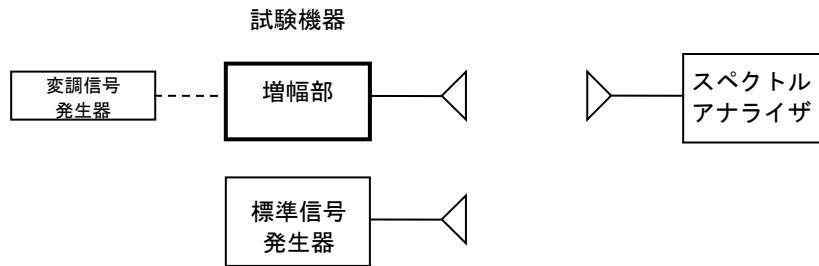 試験機器
変調信号
発生器
増幅部
スペクトル
アナライザ
標準信号
発生器